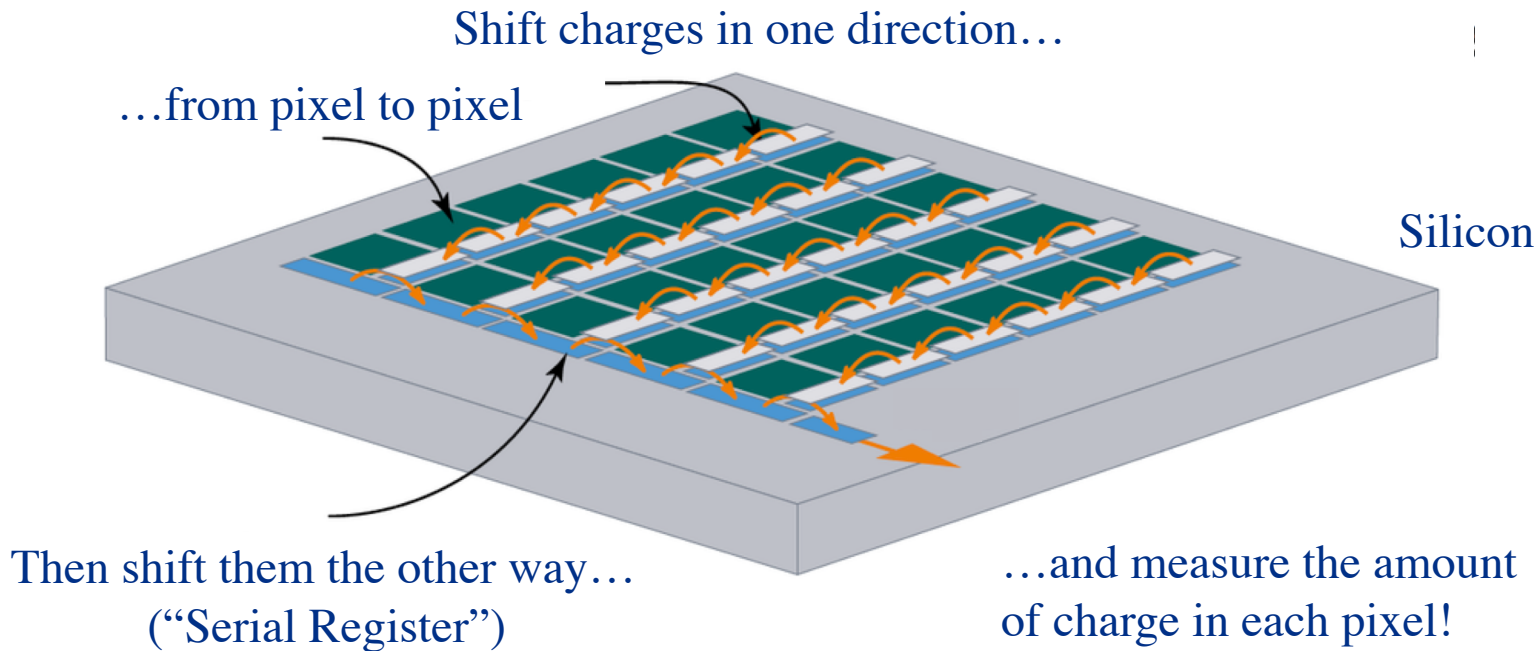 Shift charges in one direction…
…from pixel to pixel
Silicon
Then shift them the other way…
(“Serial Register”)
…and measure the amount
of charge in each pixel!